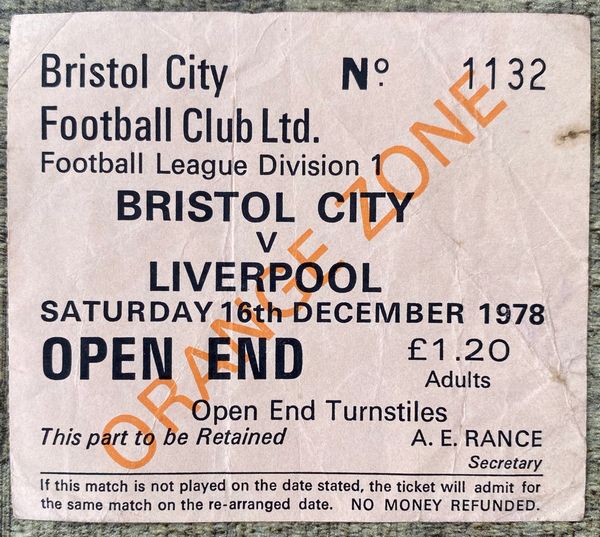 Bristol City Nº 1132
Football Club Ltd.
Football League Division 1
BRISTOL CITY
v
LIVERPOOL
SATURDAY 16th DECEMBER 1978
OPEN END £1.20
Adults
Open End Turnstiles
This part to be Retained A. E. RANCE
Secretary
If this match is not played on the date stated, the ticket will admit for
the same match on the re-arranged date. NO MONEY REFUNDED.
ORANGE ZONE